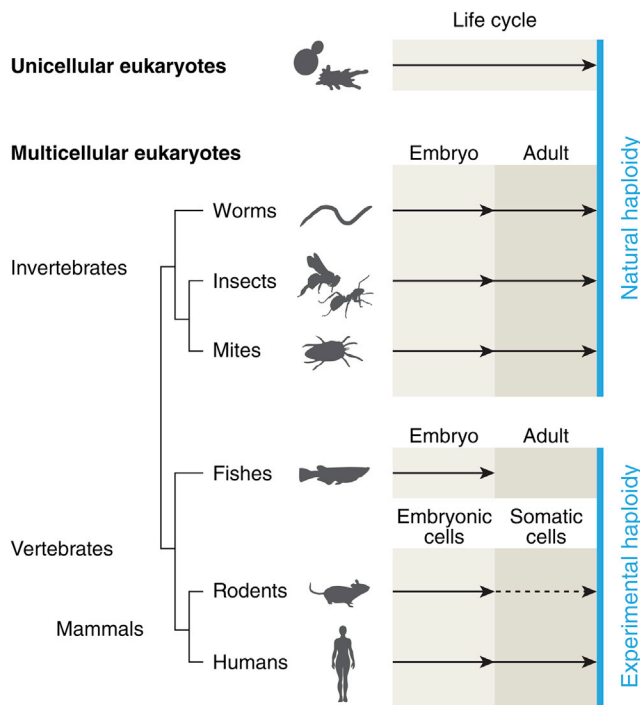 Life cycle
Unicellular eukaryotes
Multicellular eukaryotes
Embryo
Adult
Worms
Invertebrates
Insects
Mites
Natural haploidy
Embryo
Adult
Fishes
Embryonic
cells
Somatic
cells
Vertebrates
Rodents
Mammals
Humans
Experimental haploidy